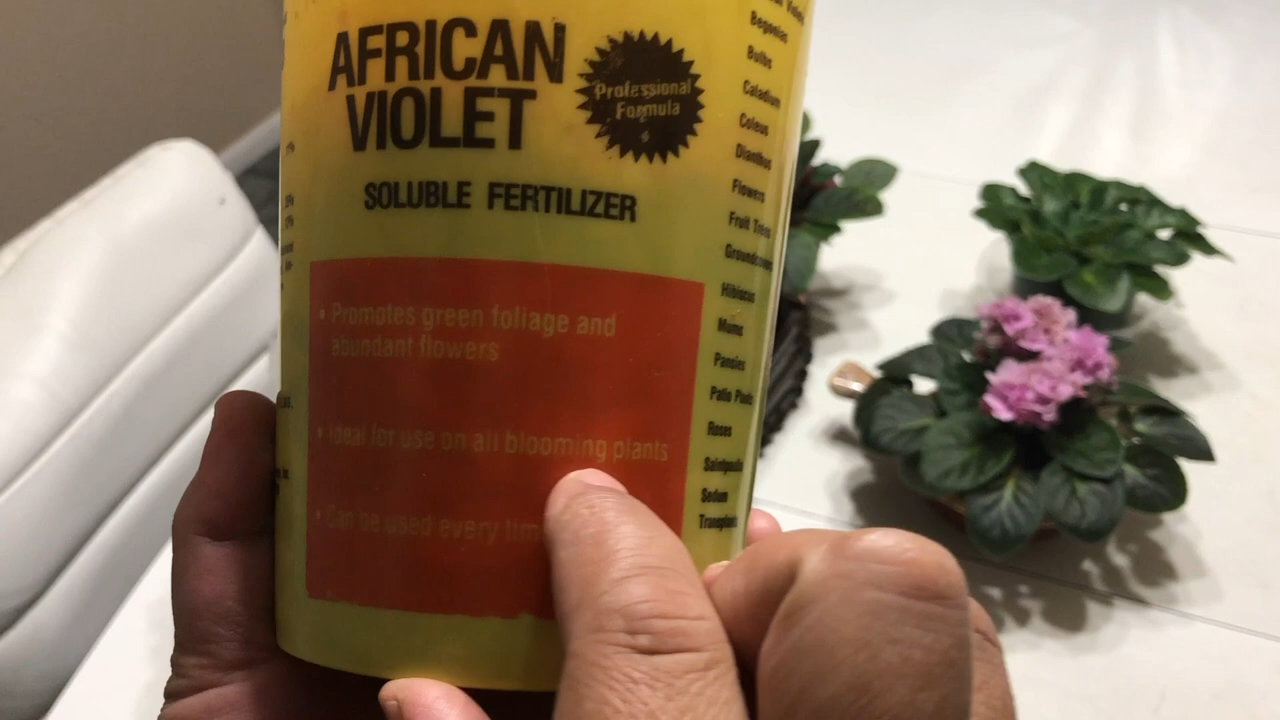 AFRICAN
VIOLET
Professional
Formula
SOLUBLE FERTILIZER
• Promotes green foliage and
abundant flowers
• Ideal for use on all blooming plants
• Can be used every
Begonias
Bulbs
Caladium
Coleus
Dianthus
Flowers
Fruit Trees
Hibiscus
Mums
Pansies
Patio
Roses
Saintpaulia
Sedum